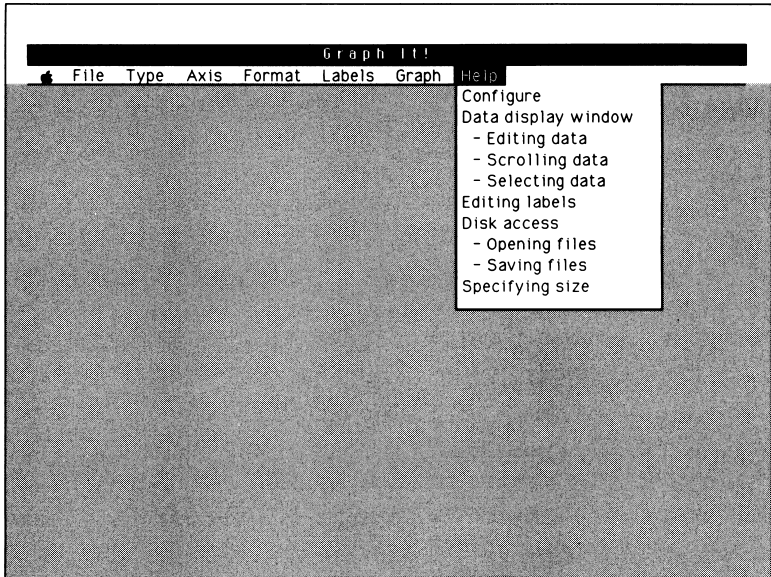 Graph It!
File Type Axis Format Labels Graph Help
Configure
Data display window
- Editing data
- Scrolling data
- Selecting data
Editing labels
Disk access
- Opening files
- Saving files
Specifying size